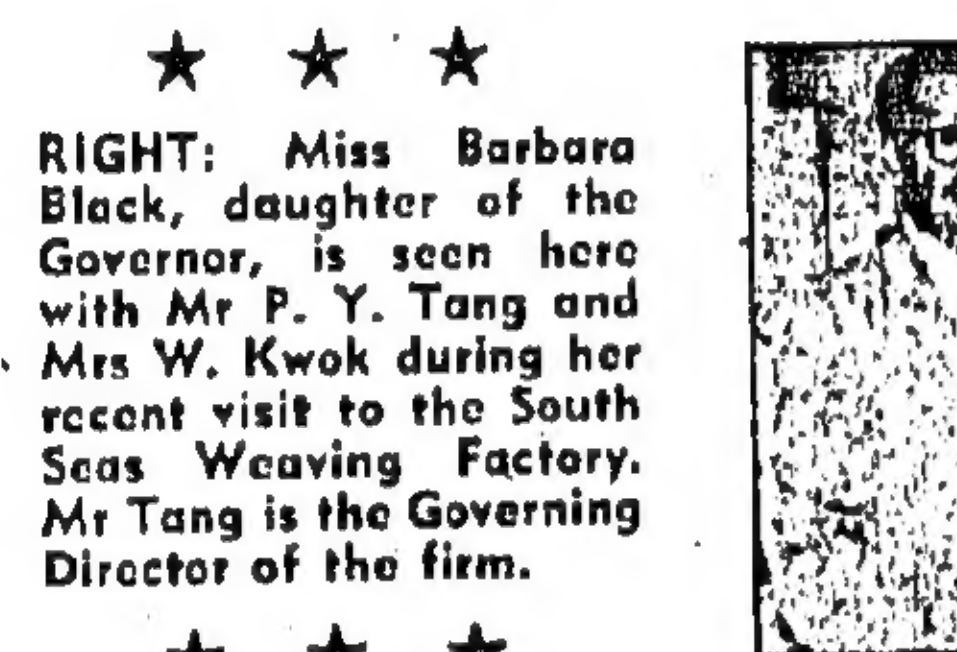 RIGHT: Miss Barbara
Black, daughter of the
Governor, is seen here
with Mr P. Y. Tang and
Mrs W. Kwok during her
recent visit to the South
Seas Weaving Factory.
Mr Tang is the Governing
Director of the firm.